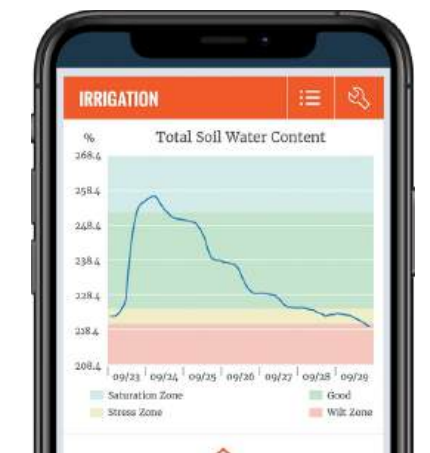 IRRIGATION
% Total Soil Water Content
268.4
258.4
248.4
238.4
228.4
218.4
208.4
09/23 09/24 09/25 09/26 09/27 09/28 09/29
Saturation Zone Good
Stress Zone Wilt Zone